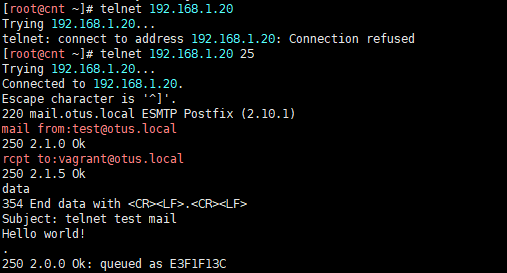 [root@cnt ~]# telnet 192.168.1.20
Trying 192.168.1.20...
telnet: connect to address 192.168.1.20: Connection refused
[root@cnt ~]# telnet 192.168.1.20 25
Trying 192.168.1.20...
Connected to 192.168.1.20.
Escape character is '^]'.
220 mail.otus.local ESMTP Postfix (2.10.1)
mail from:test@otus.local
250 2.1.0 Ok
rcpt to:vagrant@otus.local
250 2.1.5 Ok
data
354 End data with <CR><LF>.<CR><LF>
Subject: telnet test mail
Hello world!
.
250 2.0.0 Ok: queued as E3F1F13C